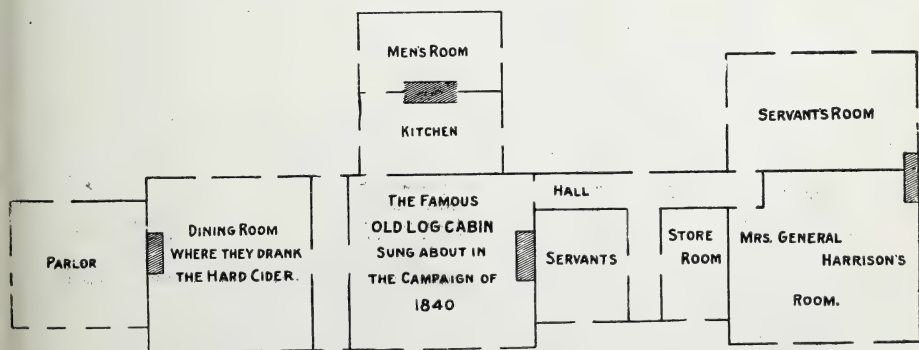 MEN'S ROOM
KITCHEN
SERVANT'S ROOM
HALL
PARLOR
DINING ROOM
WHERE THEY DRANK
THE HARD CIDER.
THE FAMOUS
OLD LOG CABIN
SUNG ABOUT IN
THE CAMPAIGN OF
1840
SERVANTS
STORE
ROOM
MRS. GENERAL
HARRISON'S
ROOM.